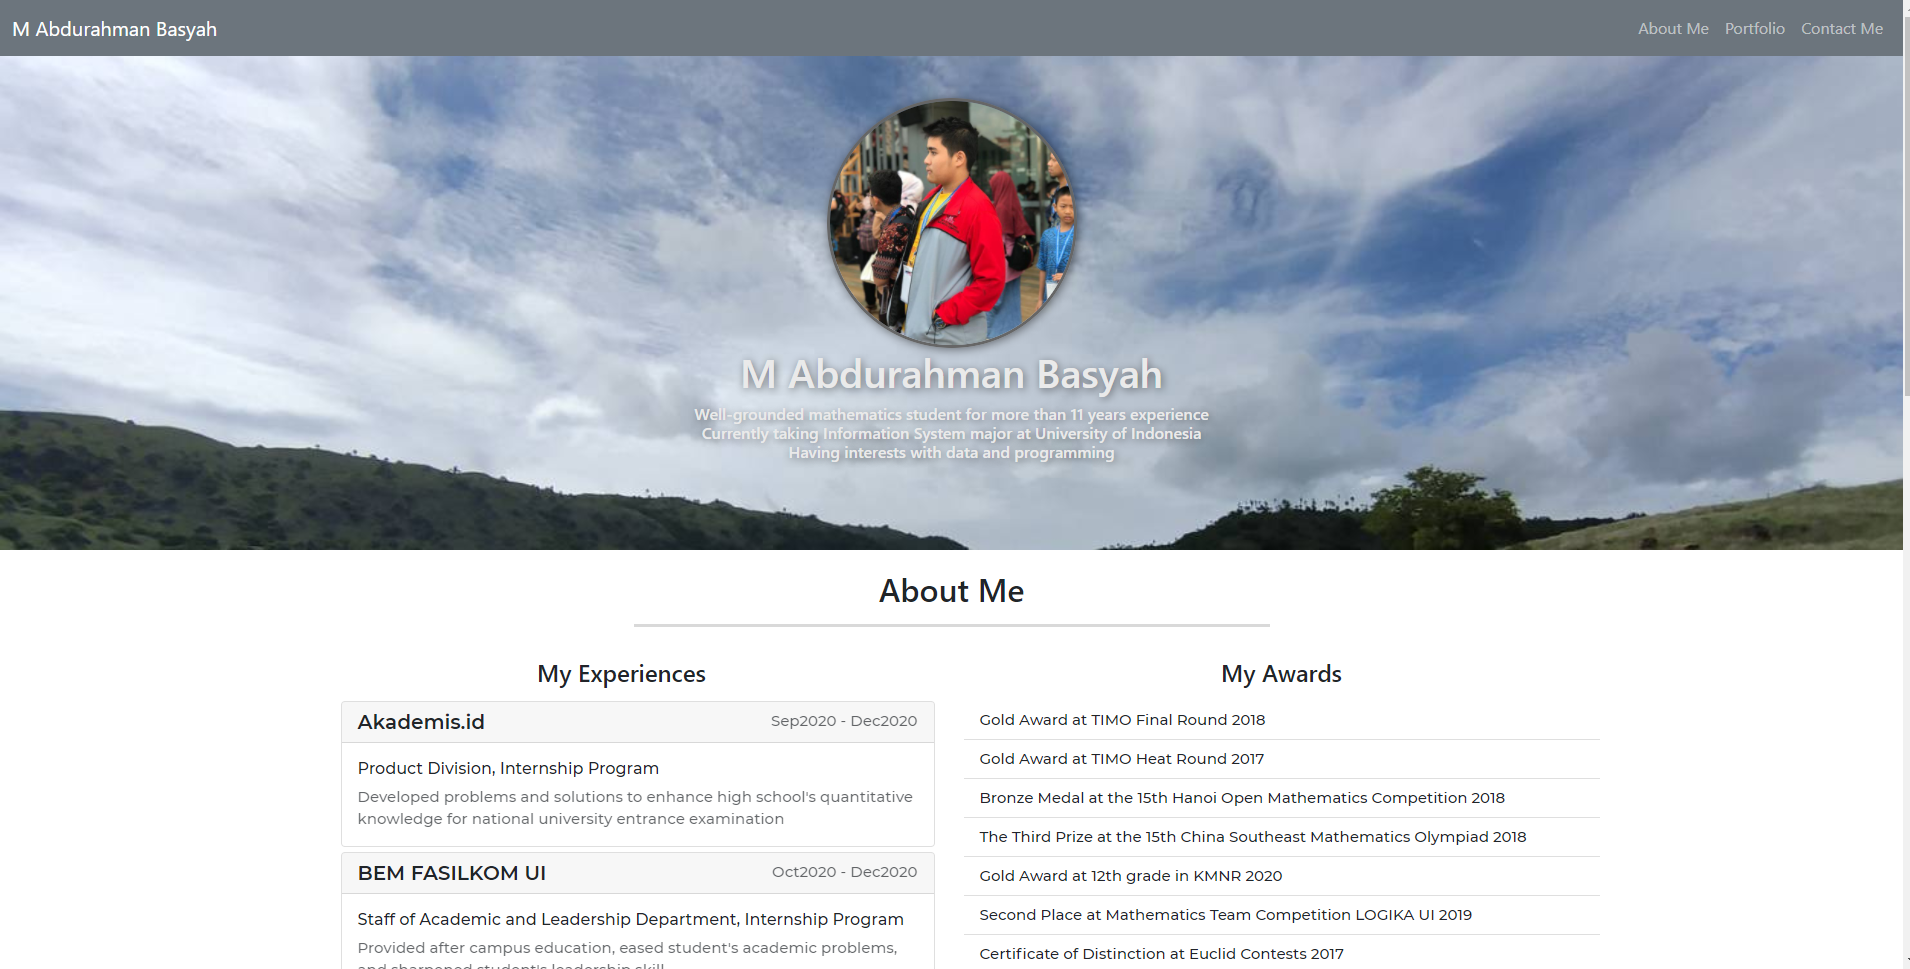 M Abdurahman Basyah
About Me
Portfolio
Contact Me
M Abdurahman Basyah
Well-grounded mathematics student for more than 11 years experience
Currently taking Information System major at University of Indonesia
Having interests with data and programming
About Me
My Experiences
Akademis.id
Sep2020 - Dec2020
Product Division, Internship Program
Developed problems and solutions to enhance high school's quantitative
knowledge for national university entrance examination
BEM FASILKOM UI
Oct2020 - Dec2020
Staff of Academic and Leadership Department, Internship Program
Provided after campus education, eased student's academic problems,
and sharpened student's leadership skill
My Awards
Gold Award at TIMO Final Round 2018
Gold Award at TIMO Heat Round 2017
Bronze Medal at the 15th Hanoi Open Mathematics Competition 2018
The Third Prize at the 15th China Southeast Mathematics Olympiad 2018
Gold Award at 12th grade in KMNR 2020
Second Place at Mathematics Team Competition LOGIKA UI 2019
Certificate of Distinction at Euclid Contests 2017